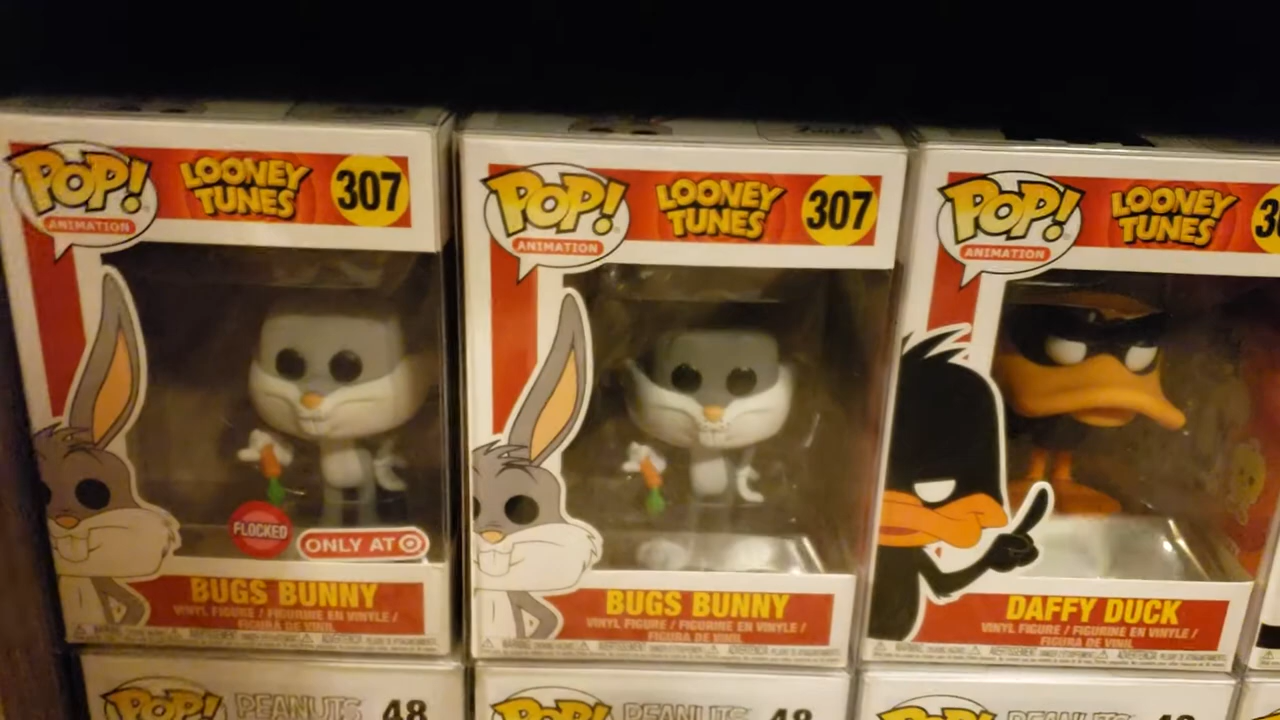 POP!
ANIMATION
LOONEY
TUNES
307
FLOCKED
ONLY AT
BUGS BUNNY
VINYL FIGURE / FIGURINE EN VINYLE /
FIGURA DE VINIL
POP!
ANIMATION
LOONEY
TUNES
307
BUGS BUNNY
VINYL FIGURE / FIGURINE EN VINYLE /
FIGURA DE VINIL
POP!
ANIMATION
LOONEY
TUNES
DAFFY DUCK
VINYL FIGURE / FIGURINE EN VINYLE /
FIGURA DE VINIL
POP! PEANUTS 48
POP! PEANUTS 48
POP!